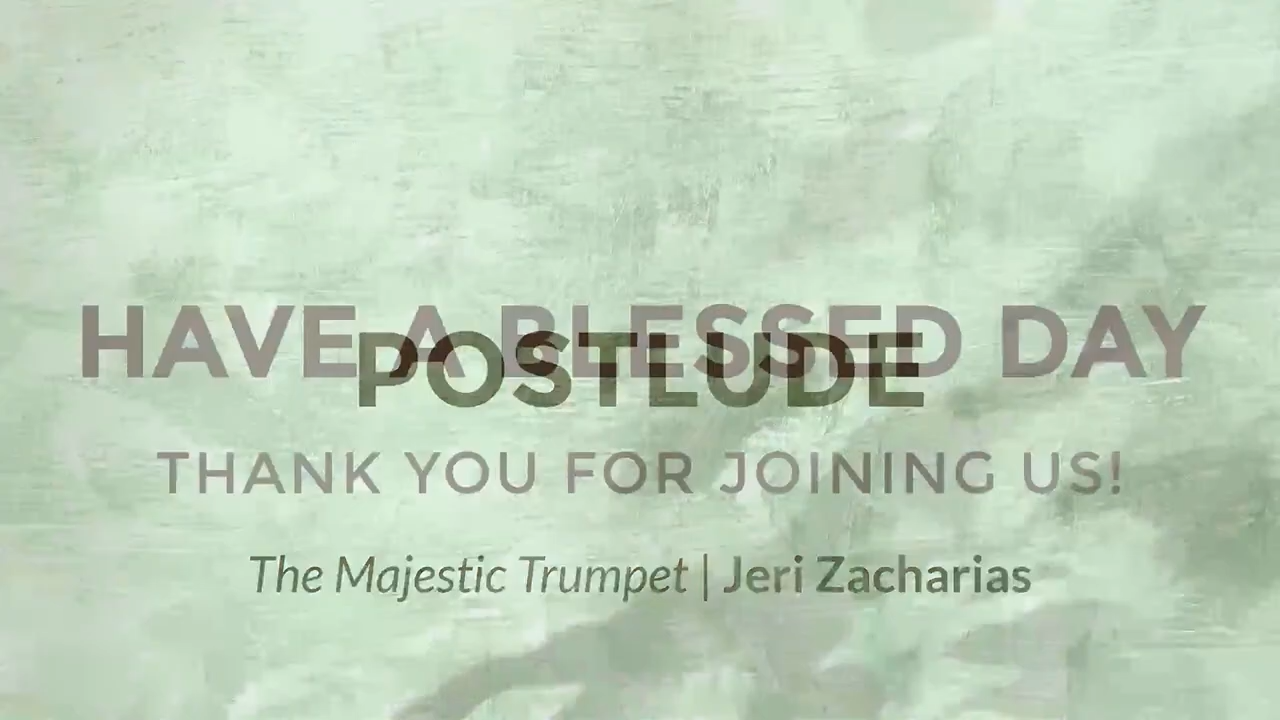 HAVE A BLESSED DAY
POSTLUDE
THANK YOU FOR JOINING US!
The Majestic Trumpet | Jeri Zacharias